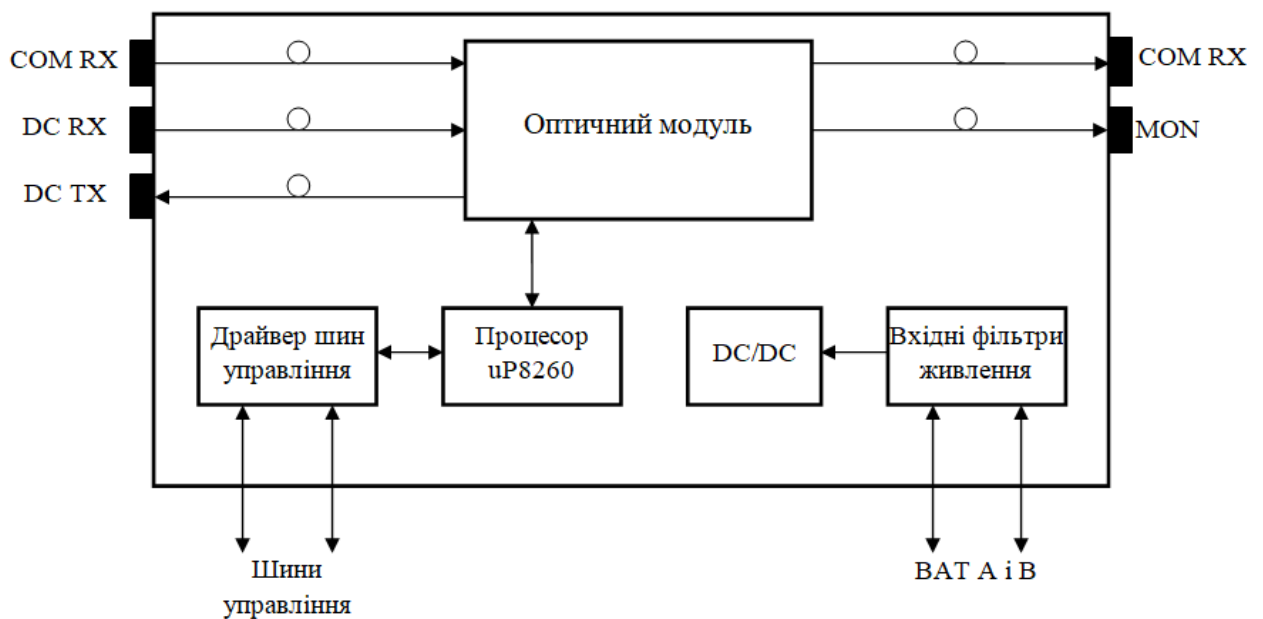 COM RX
COM RX
DC RX
Оптичний модуль
MON
DC TX
Драйвер шин
управління
Процесор
uP8260
DC/DC
Вхідні фільтри
живлення
Шини
управління
BAT А і В